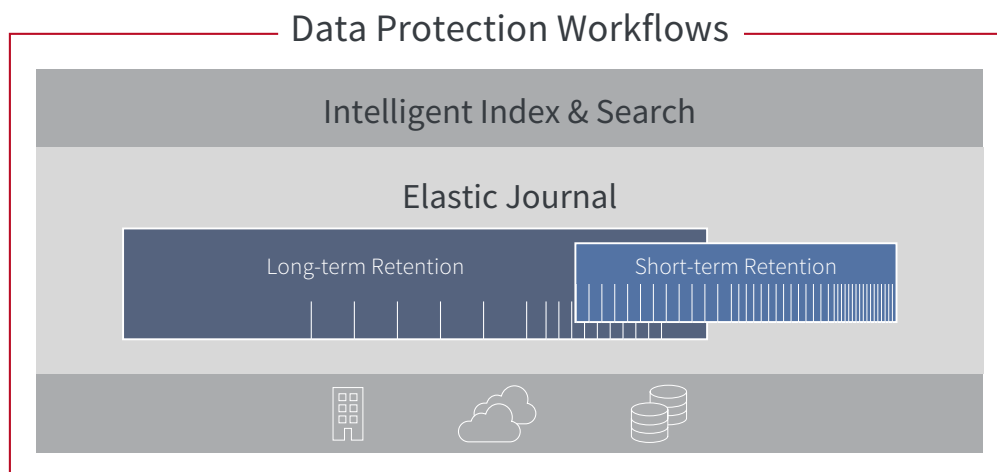 Data Protection Workflows
Intelligent Index & Search
Elastic Journal
Long-term Retention
Short-term Retention